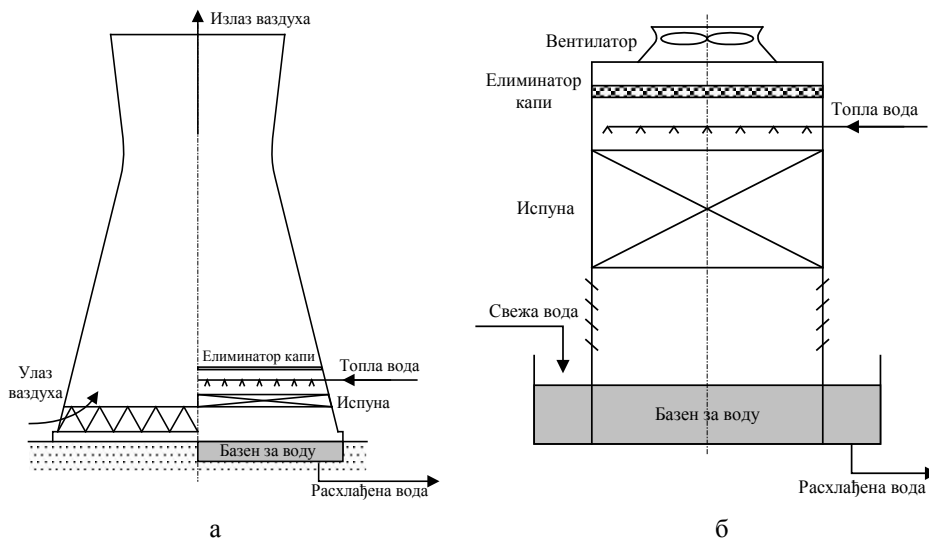 Излаз ваздуха
Елиминатор капи
Топла вода
Улаз
ваздуха
Испуна
Базен за воду
Расхлађена вода
а
Вентилатор
Елиминатор
капи
Топла вода
Испуна
Свежа вода
Базен за воду
Расхлађена вода
б